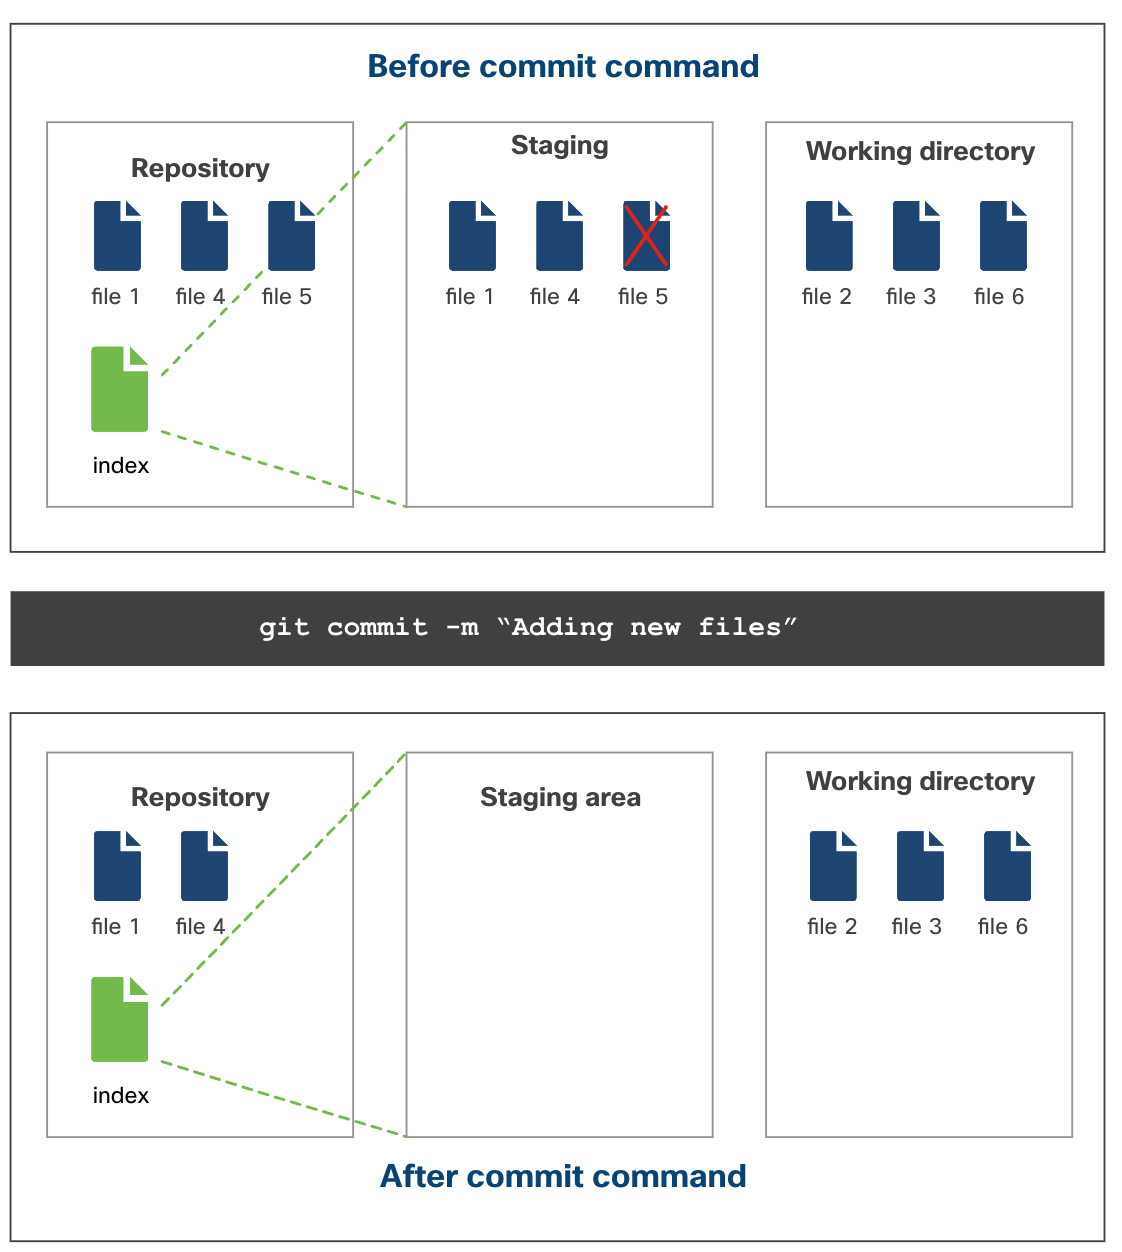 Before commit command
Repository
file 1 file 4 file 5
index
Staging
file 1 file 4 file 5
Working directory
file 2 file 3 file 6
git commit -m “Adding new files”
Repository
file 1 file 4
index
Staging area
Working directory
file 2 file 3 file 6
After commit command